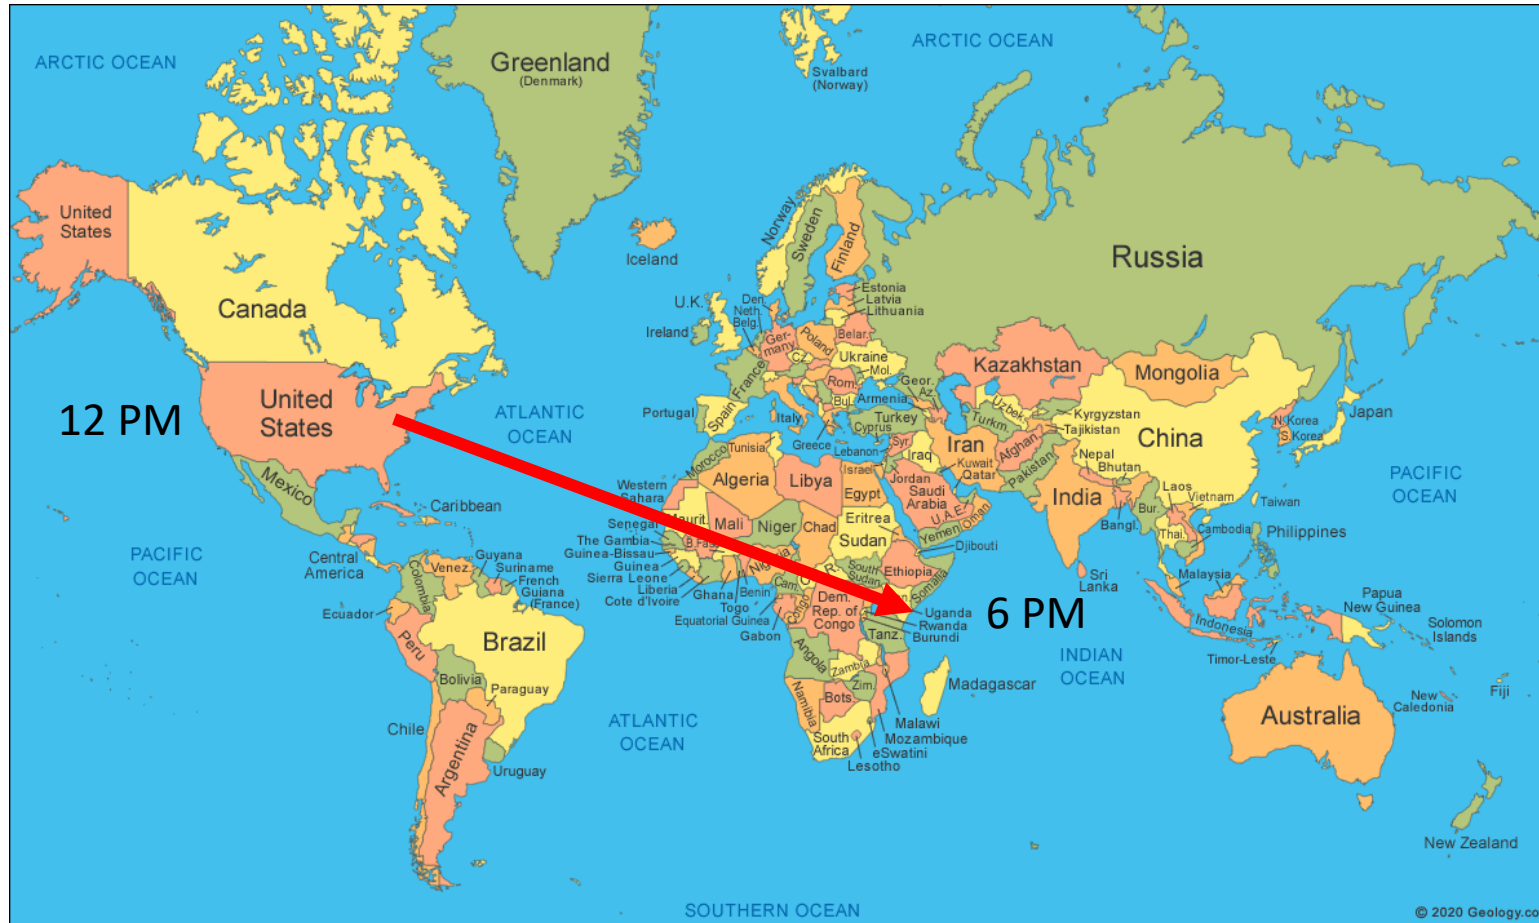 ARCTIC OCEAN
Greenland
(Denmark)
Svalbard
(Norway)
ARCTIC OCEAN
United
States
Canada
Iceland
Norway
Sweden
Finland
Russia
Estonia
Latvia
Lithuania
U.K.
Ireland
Den.
Neth.
Belg.
Ger-
many
Poland
Belar.
Cz.
Ukraine
Mol.
France
Rom.
Bul.
Kazakhstan
Mongolia
United
States
12 PM
ATLANTIC
OCEAN
Portugal
Spain
Italy
Greece
Geor.
Az.
Armenia
Turkey
Cyprus
Lebanon
Syr.
Iraq
Israel
Jordan
Iran
Kuwait
Qatar
Uzbek.
Turkm.
Kyrgyzstan
Tajikistan
Afghan.
Pakistan
Nepal
Bhutan
China
N.Korea
S.Korea
Japan
PACIFIC
OCEAN
Mexico
Caribbean
Central
America
PACIFIC
OCEAN
Morocco
Tunisia
Algeria
Libya
Egypt
Western
Sahara
Saudi
Arabia
U.A.E.
Oman
Yemen
India
Bangl.
Bur.
Laos
Vietnam
Thai.
Cambodia
Taiwan
Philippines
Maurit.
Mali
Niger
Chad
Eritrea
Sudan
Djibouti
Senegal
The Gambia
Guinea-Bissau
Guinea
Sierra Leone
Liberia
Cote d'Ivoire
B.Fas
Ghana
Togo
Benin
Nigeria
Equatorial Guinea
Gabon
Cam.
Congo
South
Sudan
Ethiopia
Somalia
Dem.
Rep. of
Congo
Uganda
Rwanda
Burundi
Tanz.
6 PM
Sri
Lanka
Malaysia
Indonesia
Papua
New Guinea
Solomon
Islands
Timor-Leste
INDIAN
OCEAN
Guyana
Suriname
French
Guiana
(France)
Venez.
Colombia
Ecuador
Peru
Brazil
Bolivia
Paraguay
Chile
Argentina
Uruguay
ATLANTIC
OCEAN
Angola
Zambia
Namibia
Bots.
Zim.
South
Africa
Malawi
Mozambique
eSwatini
Lesotho
Madagascar
Australia
New
Caledonia
Fiji
New Zealand
SOUTHERN OCEAN
© 2020 Geology.co